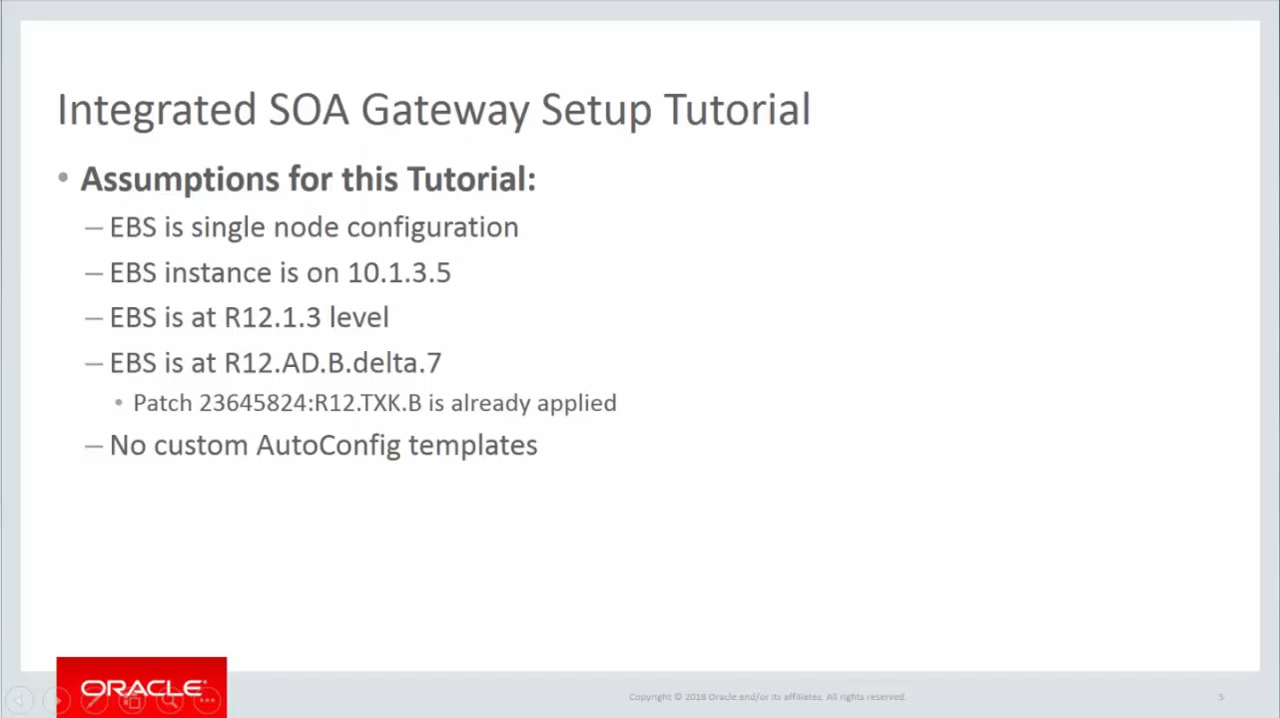 Integrated SOA Gateway Setup Tutorial
• Assumptions for this Tutorial:
– EBS is single node configuration
– EBS instance is on 10.1.3.5
– EBS is at R12.1.3 level
– EBS is at R12.AD.B.delta.7
• Patch 23645824:R12.TXK.B is already applied
– No custom AutoConfig templates
ORACLE
Copyright © 2018 Oracle and/or its affiliates. All rights reserved.
5